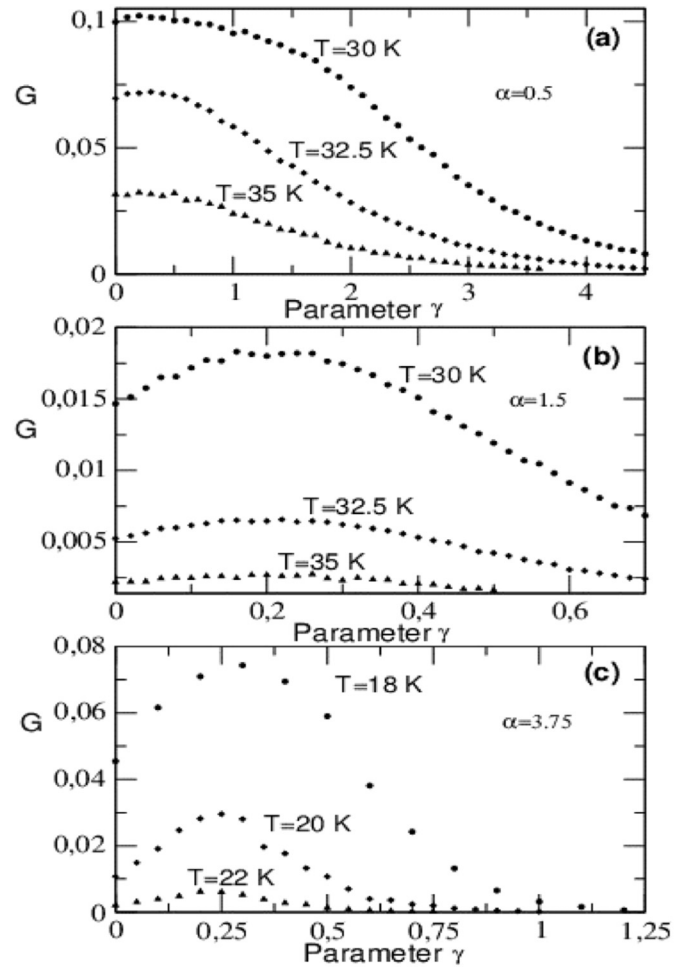 0,1
(a)
T=30 K
G
α=0.5
0,05
T=32.5 K
T=35 K
0
0 1 2 3 4
Parameter γ
0,02
(b)
T=30 K
0,015
α=1.5
G
0,01
T=32.5 K
0,005
T=35 K
0 0,2 0,4 0,6
Parameter γ
0,08
(c)
T=18 K
0,06
G
α=3.75
0,04
T=20 K
0,02
T=22 K
0
0 0,25 0,5 0,75 1 1,25
Parameter γ